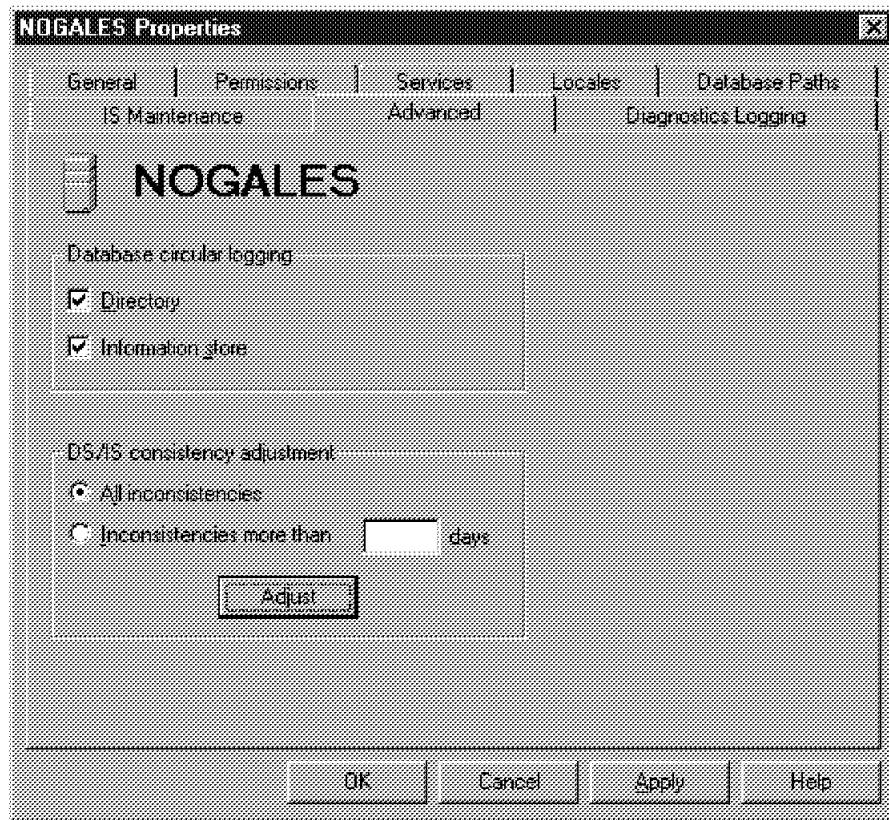 NOGALES Properties
General Permissions Services Locales Database Paths
IS Maintenance Advanced Diagnostics Logging
NOGALES
Database circular logging
Directory
Information store
DS/IS consistency adjustment
All inconsistencies
Inconsistencies more than days
Adjust
OK Cancel Apply Help